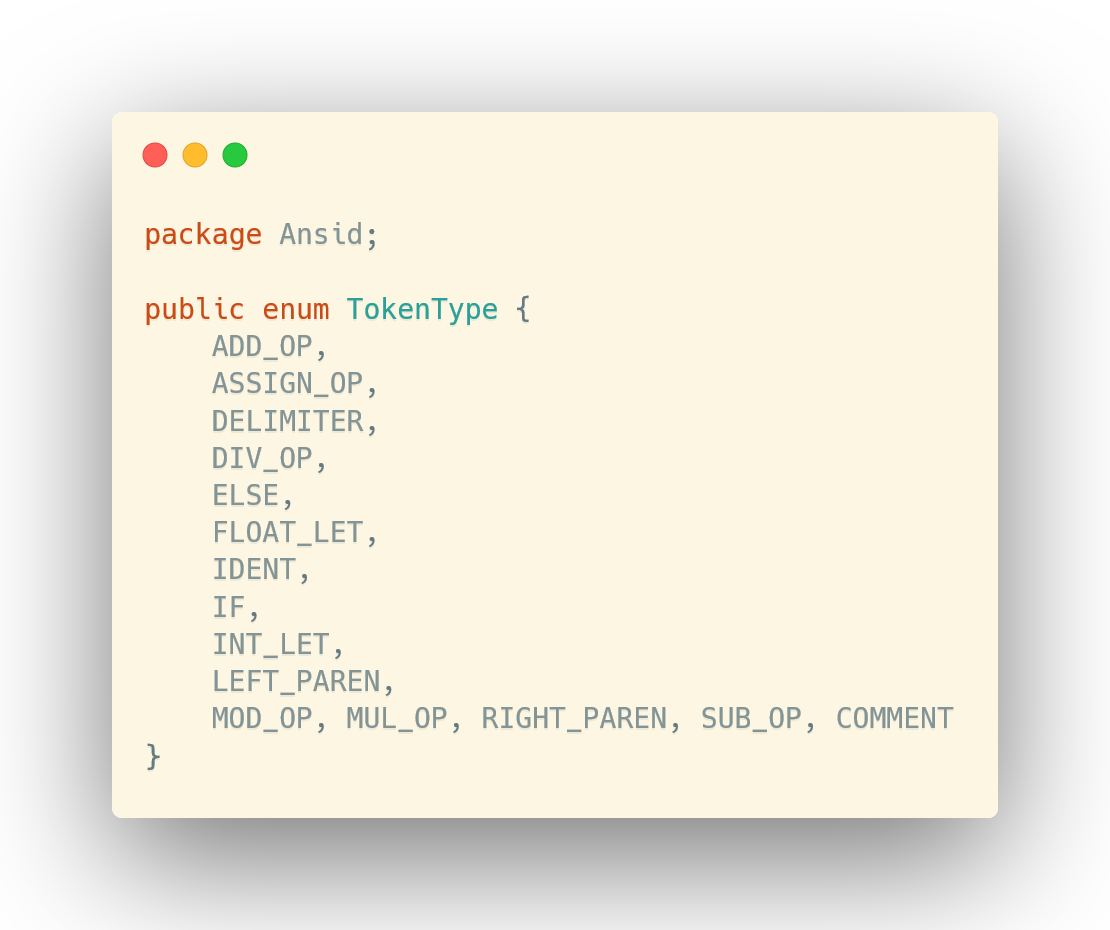 package Ansid;
public enum TokenType {
    ADD_OP,
    ASSIGN_OP,
    DELIMITER,
    DIV_OP,
    ELSE,
    FLOAT_LET,
    IDENT,
    IF,
    INT_LET,
    LEFT_PAREN,
    MOD_OP, MUL_OP, RIGHT_PAREN, SUB_OP, COMMENT
}